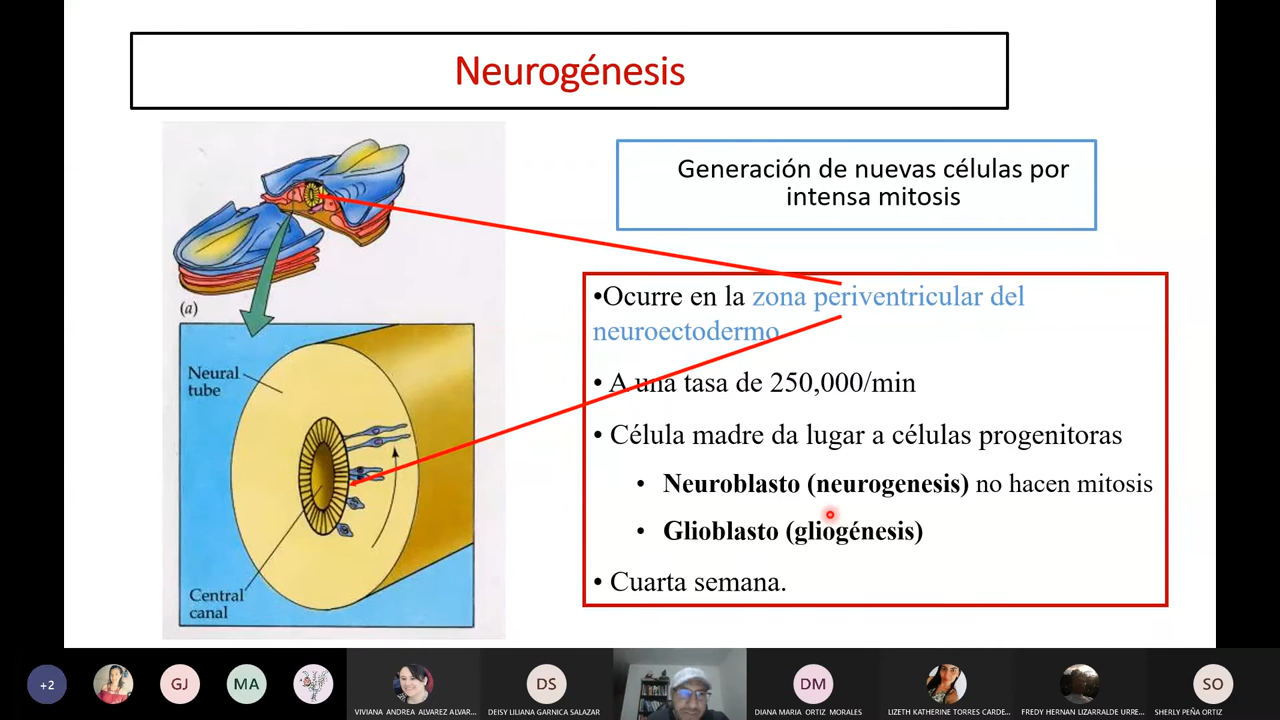 Neurogénesis
Generación de nuevas células por
intensa mitosis
(a)
Neural
tube
Central
canal
•Ocurre en la zona periventricular del
neuroectodermo
• A una tasa de 250,000/min
• Célula madre da lugar a células progenitoras
• Neuroblasto (neurogenesis) no hacen mitosis
• Glioblasto (gliogénesis)
• Cuarta semana.
+2
GJ
MA
VIVIANA ANDREA ALVAREZ ALVAR...
DS
DEISY LILIANA GARNICA SALAZAR
DM
DIANA MARIA ORTIZ MORALES
LIZETH KATHERINE TORRES CARDE...
FREDY HERNAN LIZARRALDE URRE...
SO
SHERLY PEÑA ORTIZ